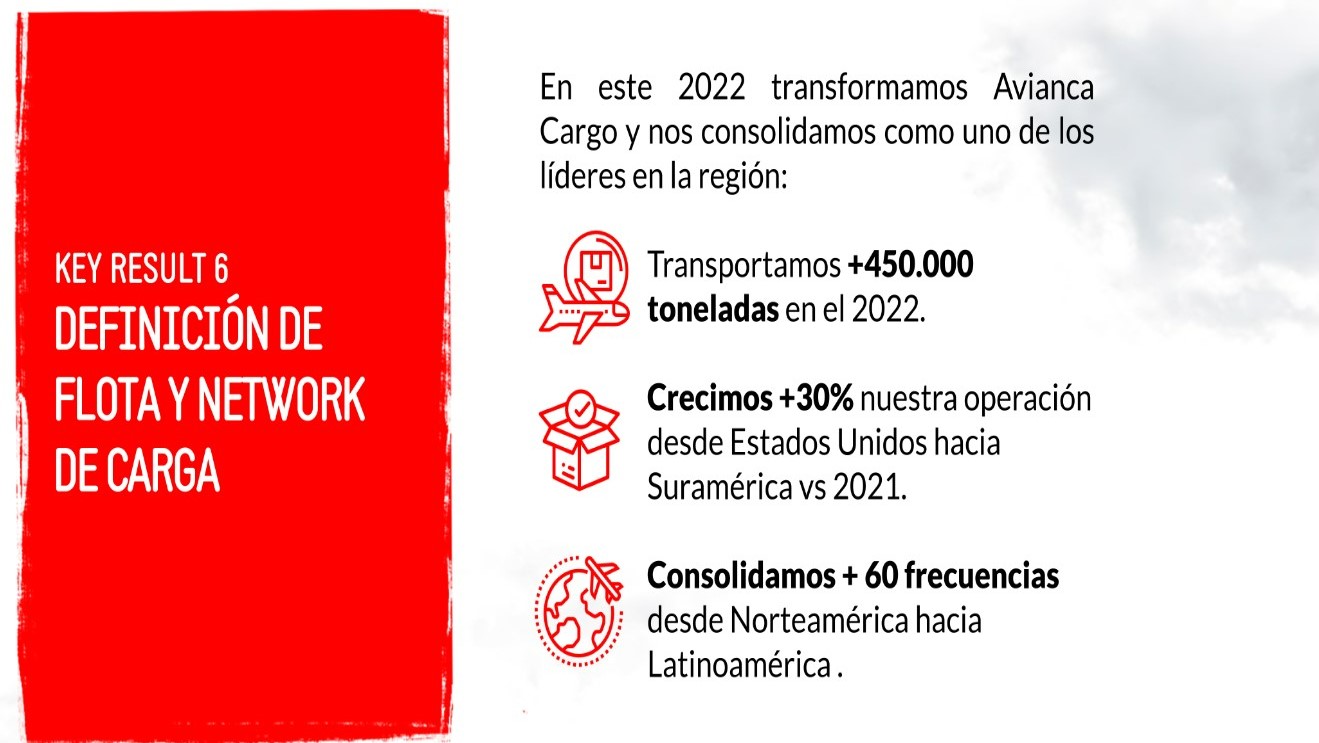 KEY RESULT 6
DEFINICIÓN DE
FLOTA Y NETWORK
DE CARGA
En este 2022 transformamos Avianca
Cargo y nos consolidamos como uno de los
líderes en la región:
Transportamos +450.000
toneladas en el 2022.
Crecimos +30% nuestra operación
desde Estados Unidos hacia
Suramérica vs 2021.
Consolidamos + 60 frecuencias
desde Norteamérica hacia
Latinoamérica .